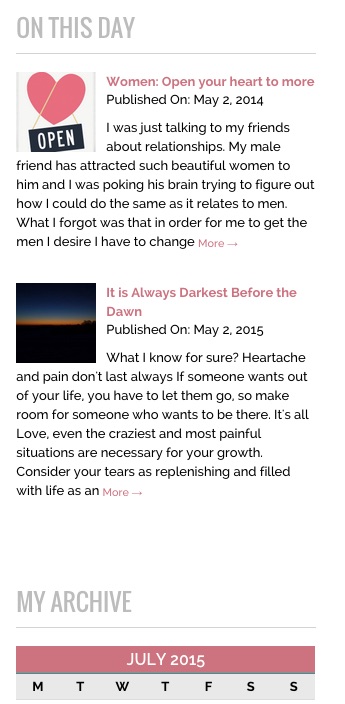 ON THIS DAY
Women: Open your heart to more
Published On: May 2, 2014
OPEN
I was just talking to my friends
about relationships. My male
friend has attracted such beautiful women to
him and I was poking his brain trying to figure out
how I could do the same as it relates to men.
What I forgot was that in order for me to get the
men I desire I have to change More →
It is Always Darkest Before the
Dawn
Published On: May 2, 2015
What I know for sure? Heartache
and pain don't last always If someone wants out
of your life, you have to let them go, so make
room for someone who wants to be there. It's all
Love, even the craziest and most painful
situations are necessary for your growth.
Consider your tears as replenishing and filled
with life as an More →
MY ARCHIVE
JULY 2015
M T W T F S S